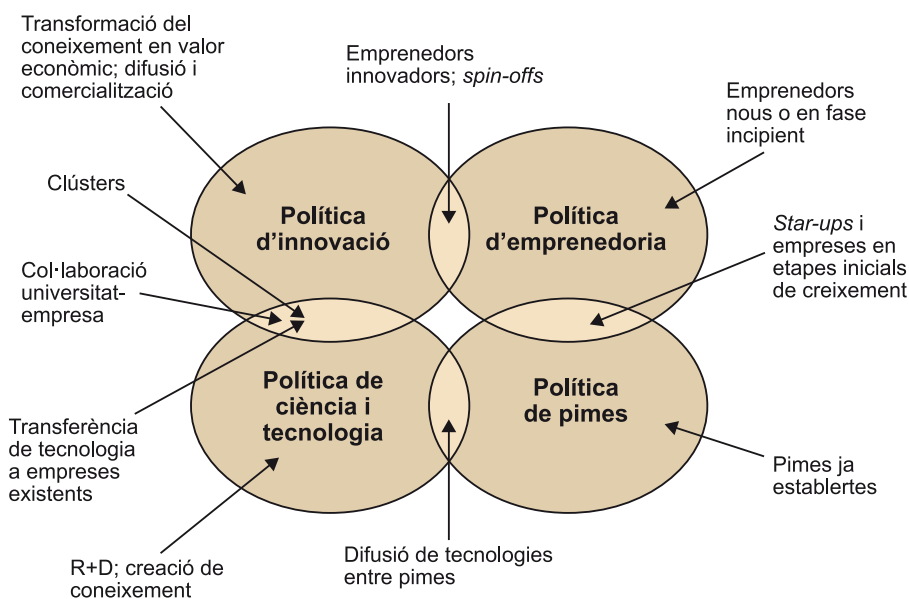 Transformació del
coneixement en valor
econòmic; difusió i
comercialització
Emprenedors
innovadors; spin-offs
Emprenedors
nous o en fase
incipient
Clústers
Política
d’innovació
Política
d’emprenedoria
Star-ups i
empreses en
etapes inicials
de creixement
Col·laboració
universitat-
empresa
Política de
ciència i
tecnologia
Política
de pimes
Transferència
de tecnologia
a empreses
existents
Pimes ja
establertes
R+D; creació de
coneixement
Difusió de tecnologies
entre pimes